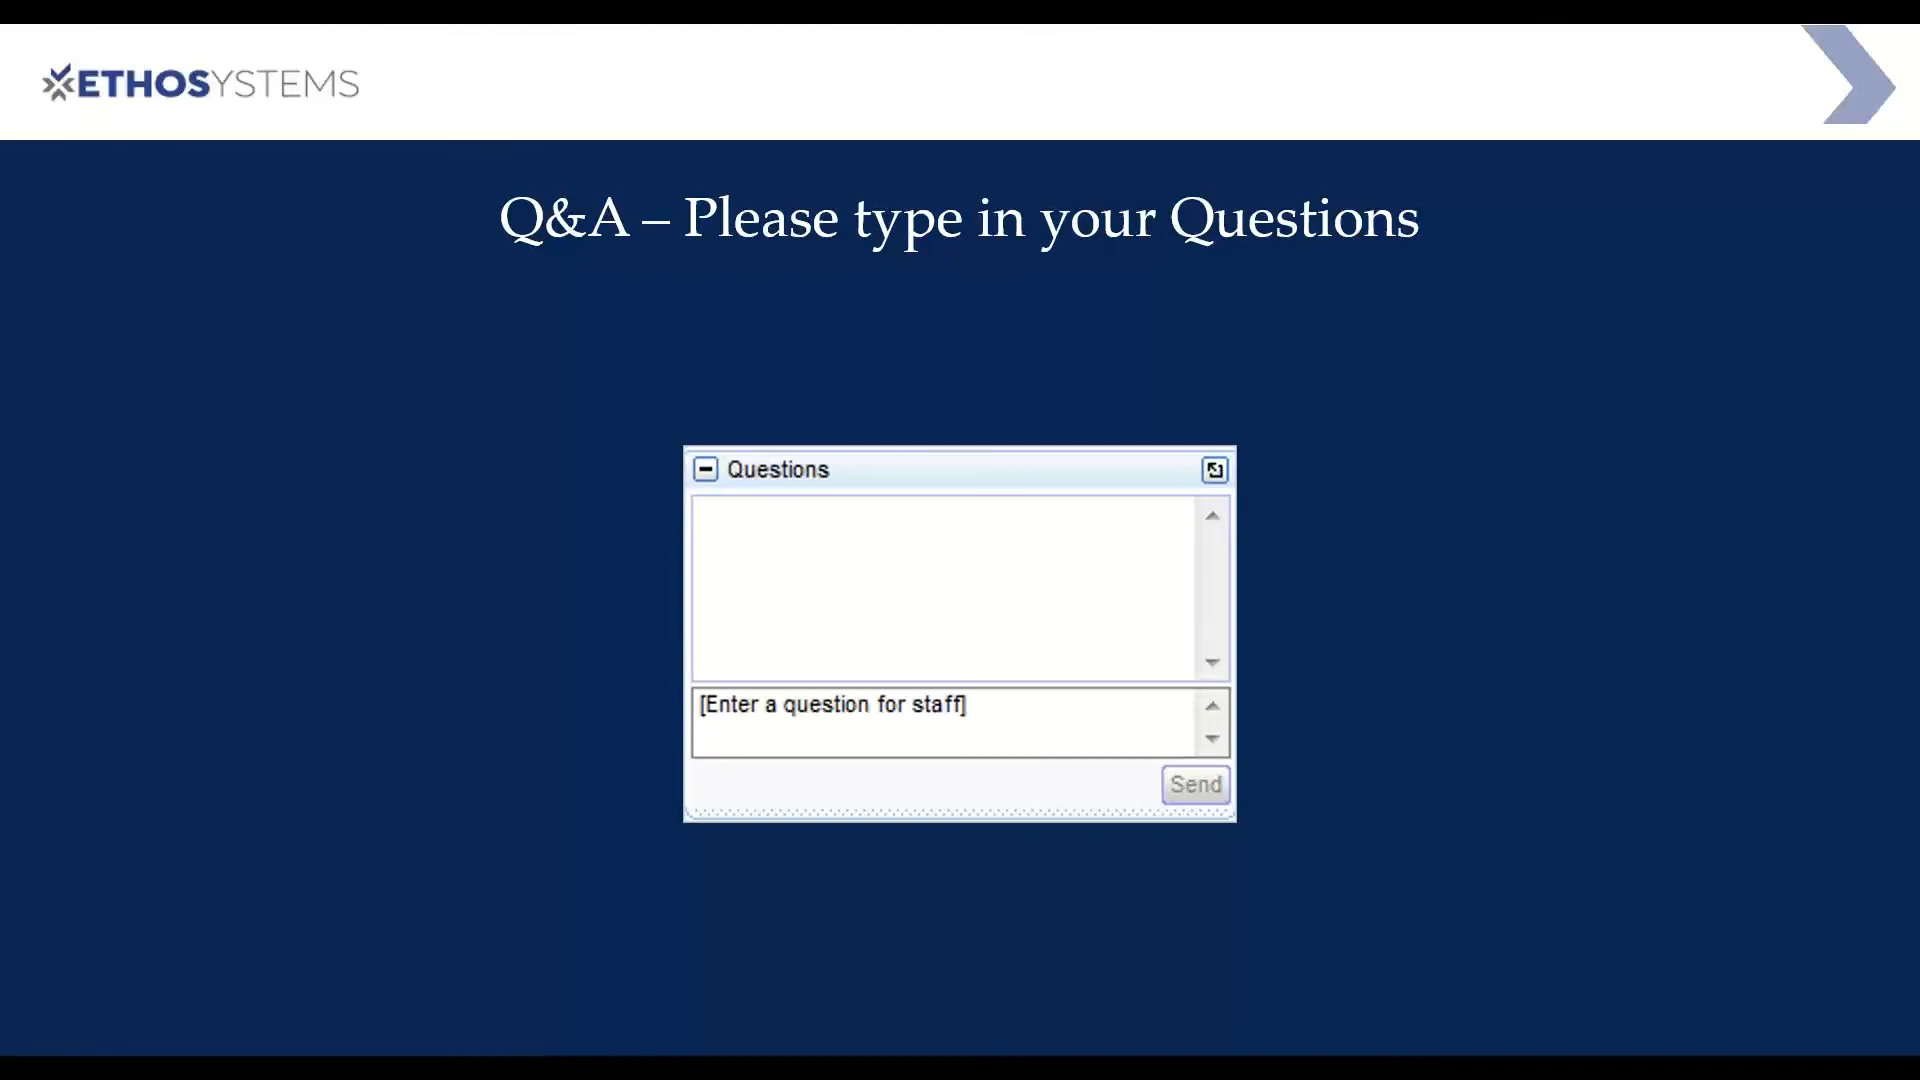 ETHOSYSTEMS
Q&A – Please type in your Questions
Questions
[Enter a question for staff]
Send